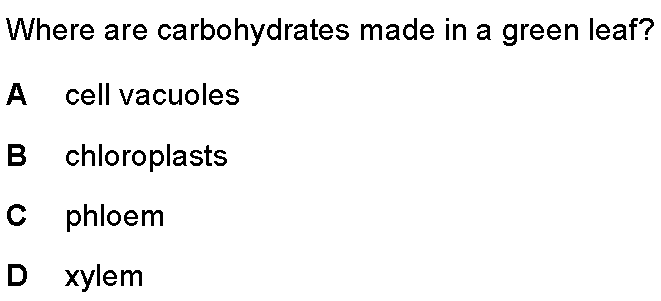 Where are carbohydrates made in a green leaf?
A cell vacuoles
B chloroplasts
C phloem
D xylem